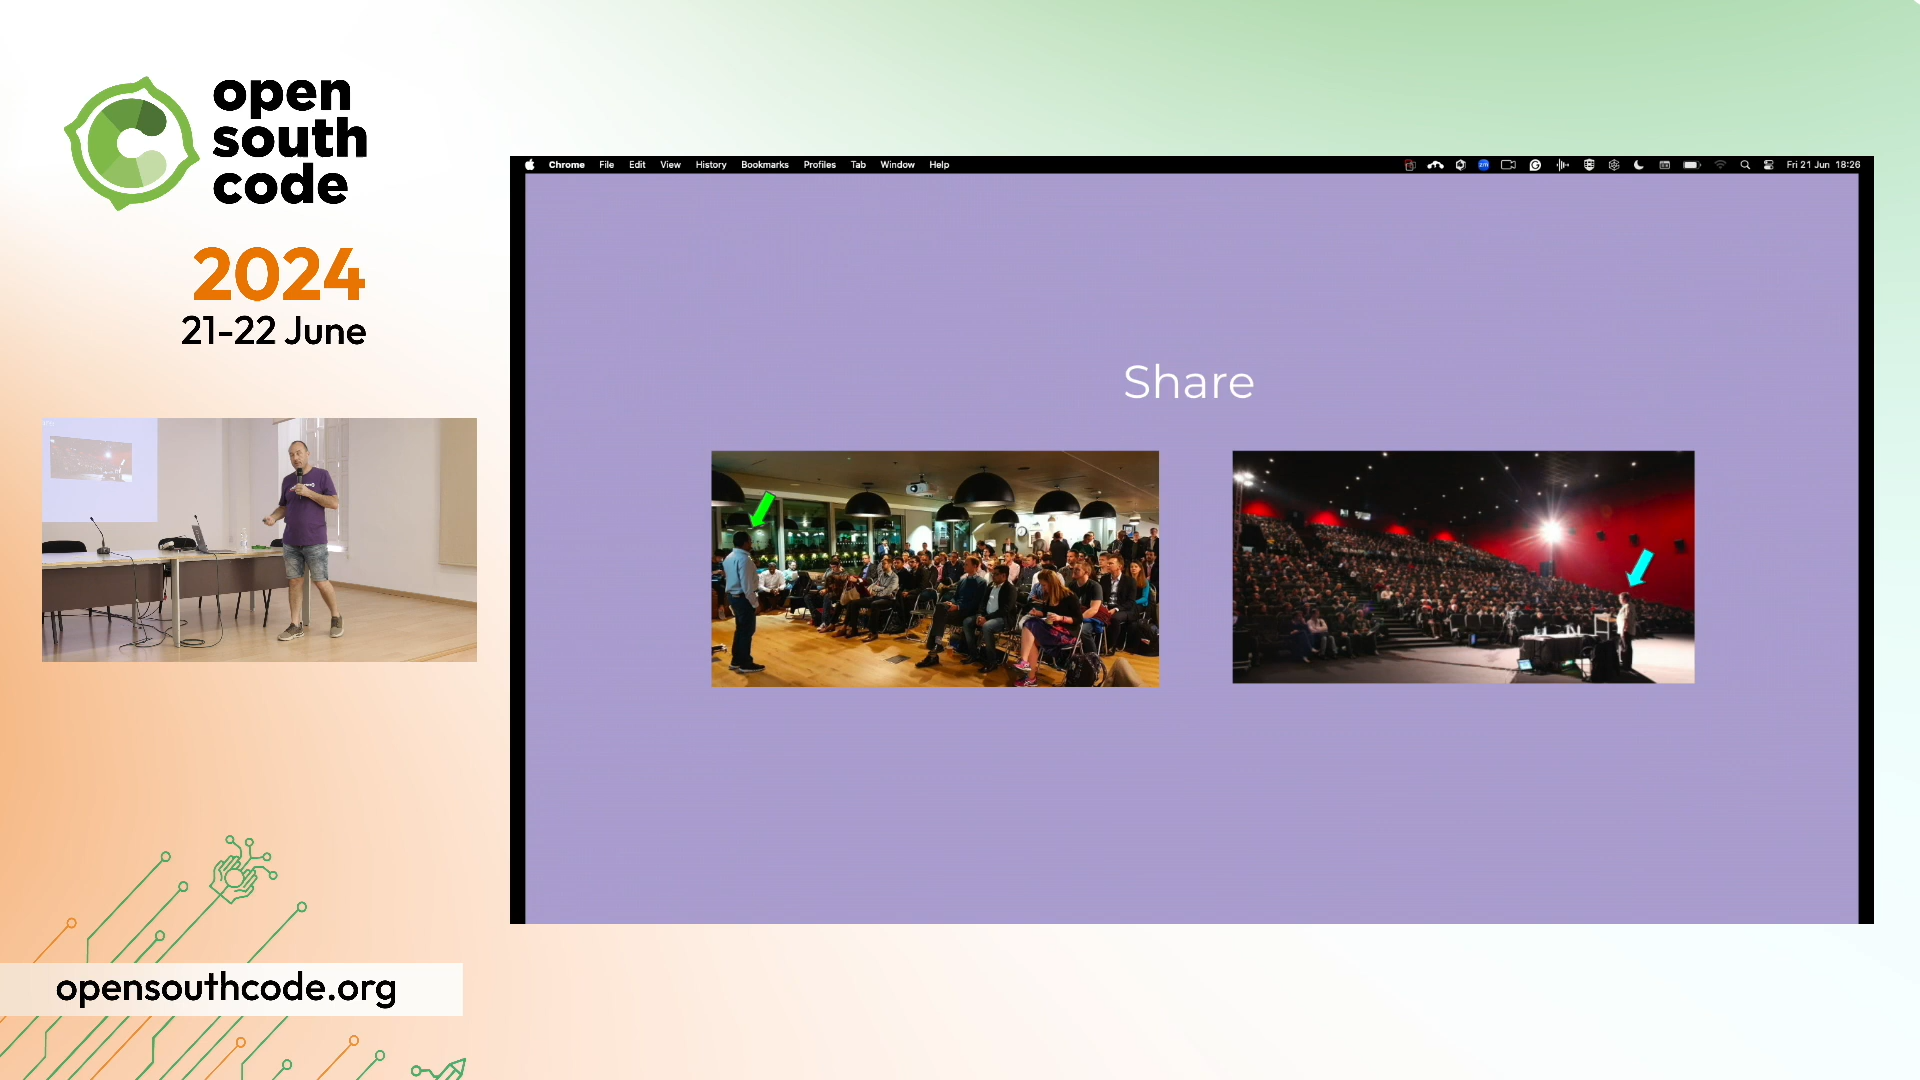 open
south
code
2024
21-22 June
Chrome File Edit View History Bookmarks Profiles Tab Window Help
Fri 21 Jun 18:26
Share
opensouthcode.org